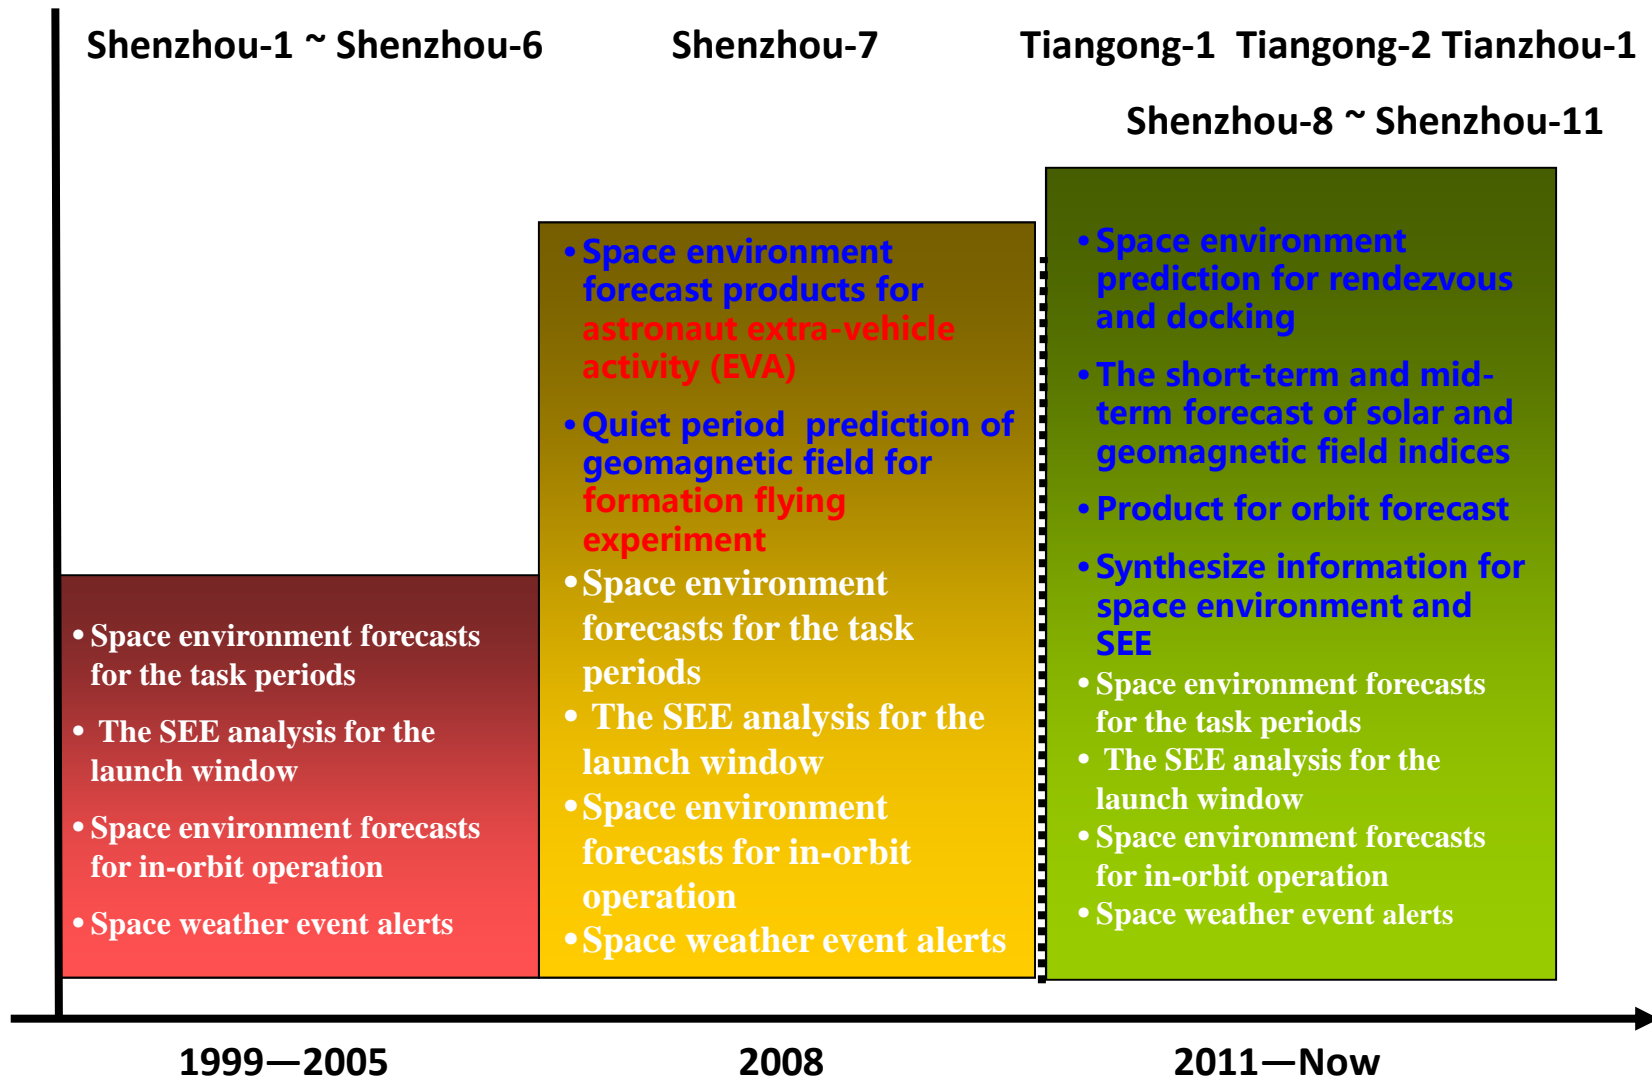 Shenzhou-1 ~ Shenzhou-6
Shenzhou-7
Tiangong-1 Tiangong-2 Tianzhou-1
Shenzhou-8 ~ Shenzhou-11
• Space environment forecasts
for the task periods
• The SEE analysis for the
launch window
• Space environment forecasts
for in-orbit operation
• Space weather event alerts
• Space environment
forecast products for
astronaut extra-vehicle
activity (EVA)
• Quiet period prediction of
geomagnetic field for
formation flying
experiment
• Space environment
forecasts for the task
periods
• The SEE analysis for the
launch window
• Space environment
forecasts for in-orbit
operation
• Space weather event alerts
• Space environment
prediction for rendezvous
and docking
• The short-term and mid-
term forecast of solar and
geomagnetic field indices
• Product for orbit forecast
• Synthesize information for
space environment and
SEE
• Space environment forecasts
for the task periods
• The SEE analysis for the
launch window
• Space environment forecasts
for in-orbit operation
• Space weather event alerts
1999—2005
2008
2011—Now